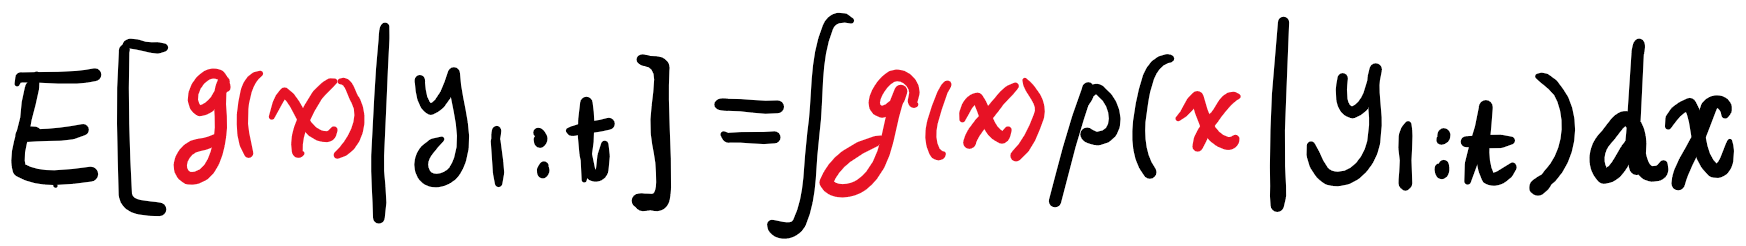 E[g(x)|y₁:t] = ∫g(x)p(x|y₁:t)dx